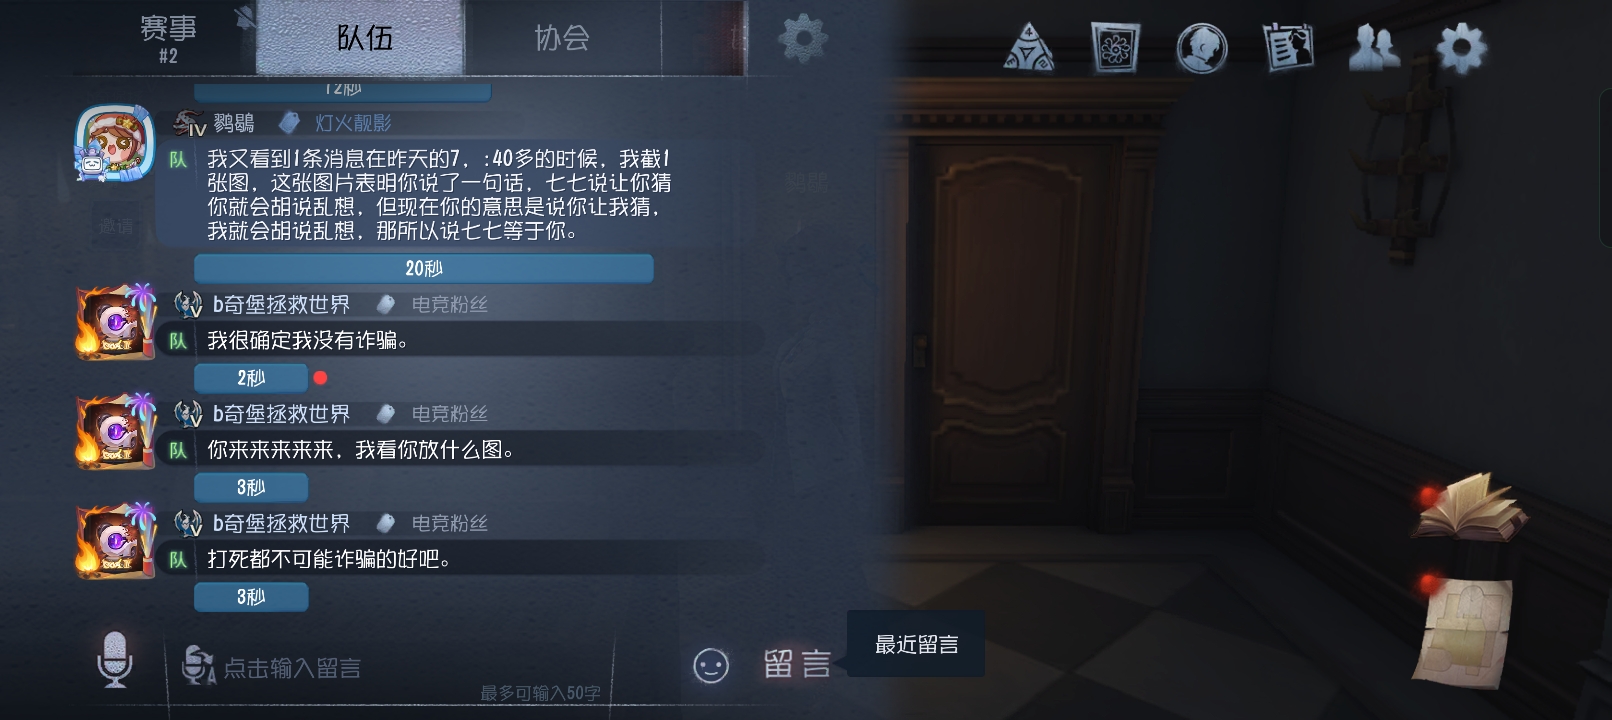 赛事
#2
队伍
协会
12秒
IV 鹨鶡 灯火靓影
队 我又看到1条消息在昨天的7，:40多的时候，我截1
张图，这张图片表明你说了一句话，七七说让你猜
你就会胡说乱想，但现在你的意思是说你让我猜，
我就会胡说乱想，那所以说七七等于你。
邀请
20秒
V b奇堡拯救世界 电竞粉丝
队 我很确定我没有诈骗。
2秒
V b奇堡拯救世界 电竞粉丝
队 你来来来来来，我看你放什么图。
3秒
V b奇堡拯救世界 电竞粉丝
队 打死都不可能诈骗的好吧。
3秒
点击输入留言
最多可输入50字
留言
最近留言
4